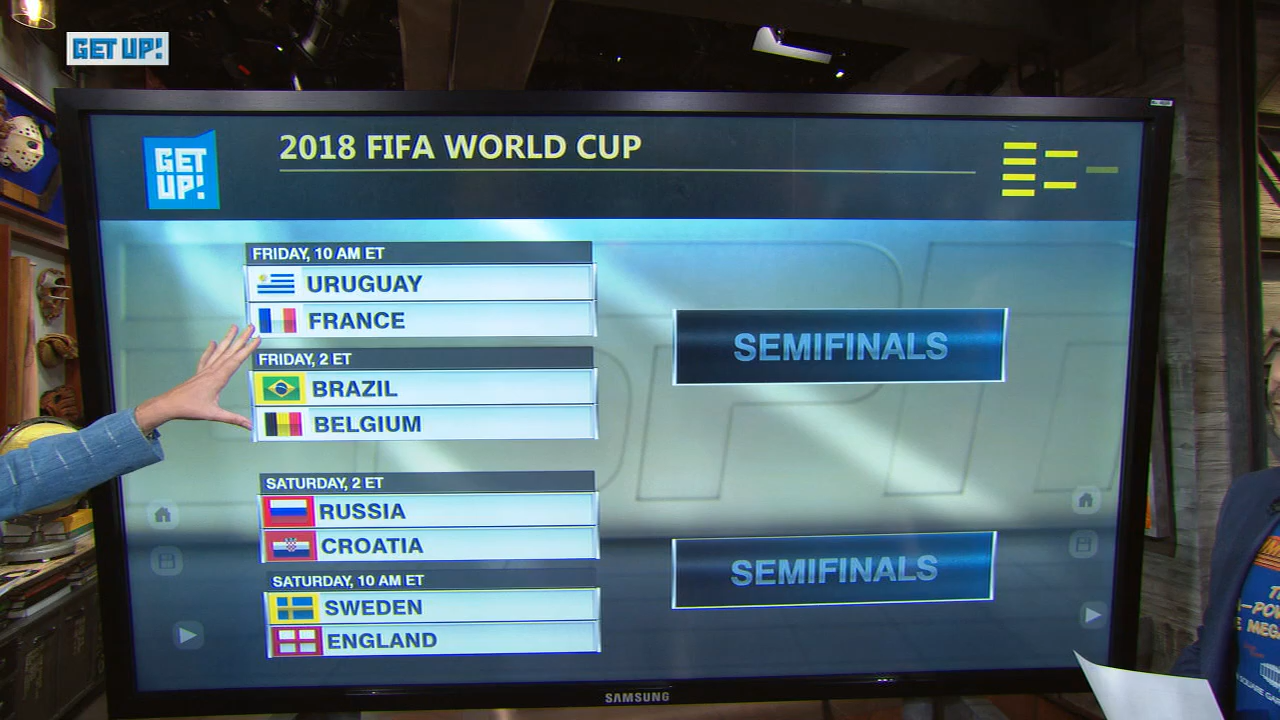 GET UP!
GET
UP!
2018 FIFA WORLD CUP
FRIDAY, 10 AM ET
URUGUAY
FRANCE
FRIDAY, 2 ET
BRAZIL
BELGIUM
SEMIFINALS
SATURDAY, 2 ET
RUSSIA
CROATIA
SATURDAY, 10 AM ET
SWEDEN
ENGLAND
SEMIFINALS
SAMSUNG